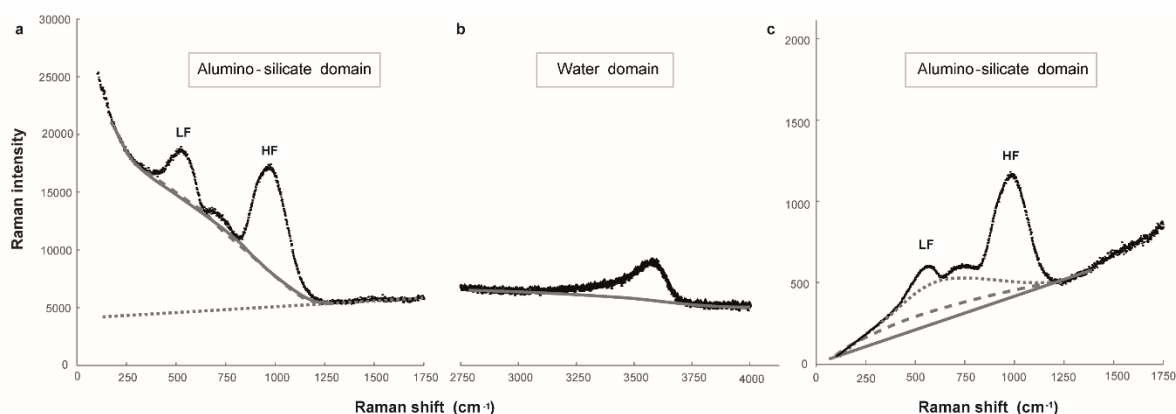 a
b
c
Alumino-silicate domain
Water domain
Alumino-silicate domain
30000
25000
20000
15000
10000
5000
0
LF
HF
2000
1500
1000
500
0
LF
HF
0
250
500
750
1000
1250
1500
1750
2750
3000
3250
3500
3750
4000
0
250
500
750
1000
1250
1500
1750
Raman intensity
Raman shift (cm⁻¹)
Raman shift (cm⁻¹)